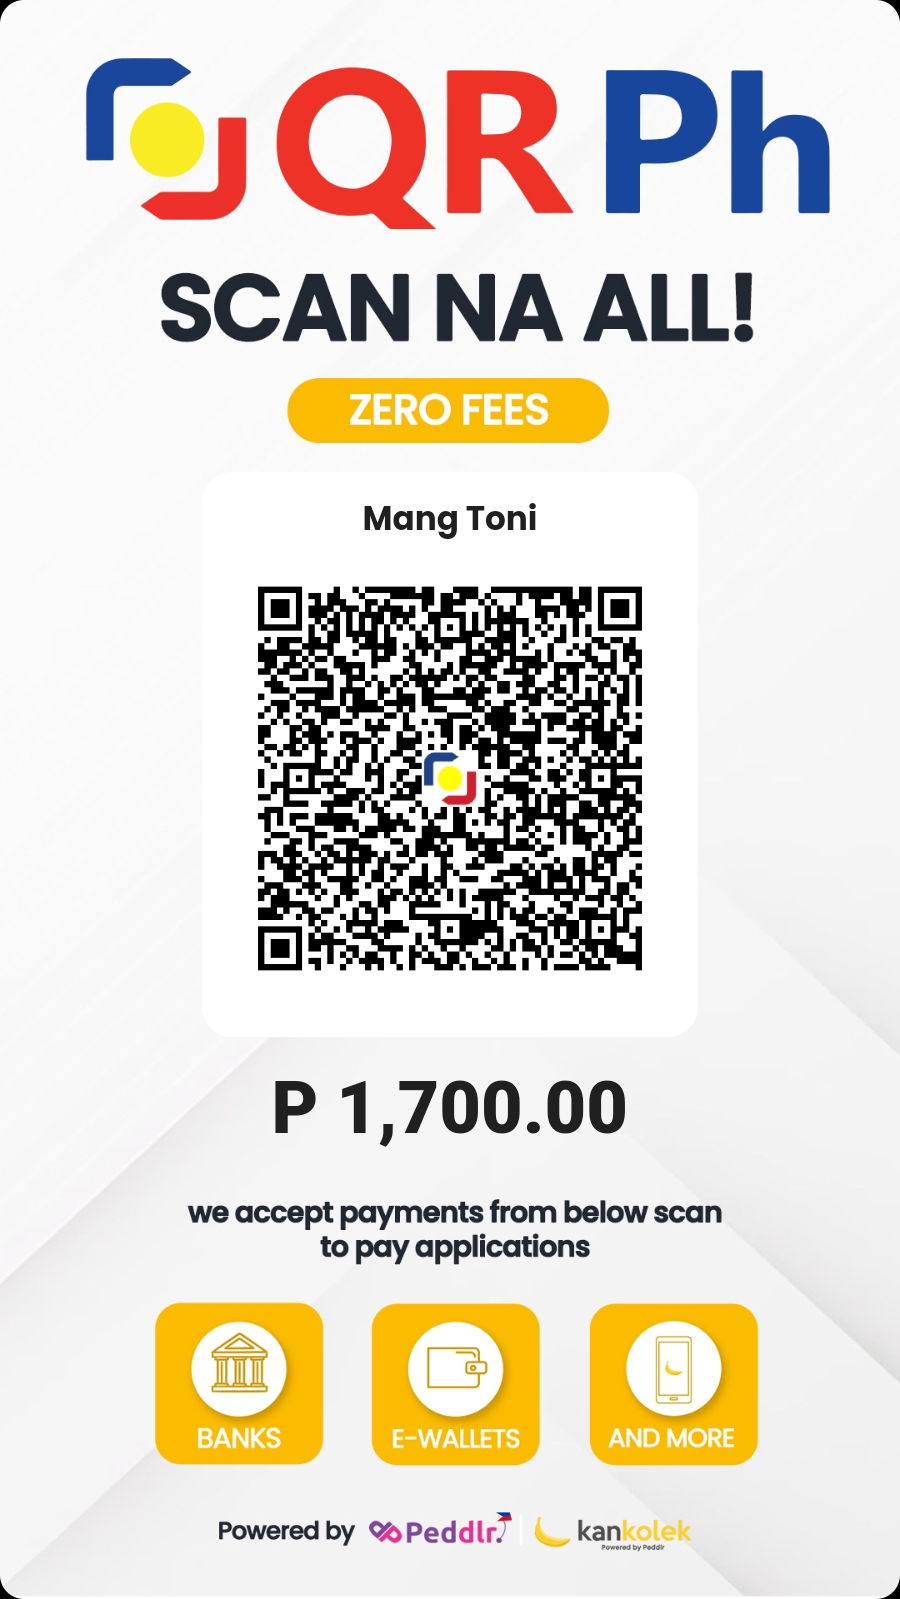 QR Ph
SCAN NA ALL!
ZERO FEES
Mang Toni
P 1,700.00
we accept payments from below scan
to pay applications
BANKS
E-WALLETS
AND MORE
Powered by Peddlr. kankolek
Powered by Peddlr